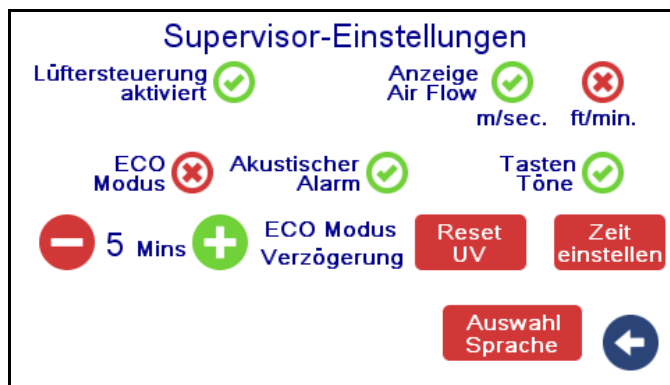 Supervisor-Einstellungen
Lüftersteuerung
aktiviert
Anzeige
Air Flow
m/sec.
ft/min.
ECO
Modus
Akustischer
Alarm
Tasten
Töne
5 Mins
ECO Modus
Verzögerung
Reset
UV
Zeit
einstellen
Auswahl
Sprache